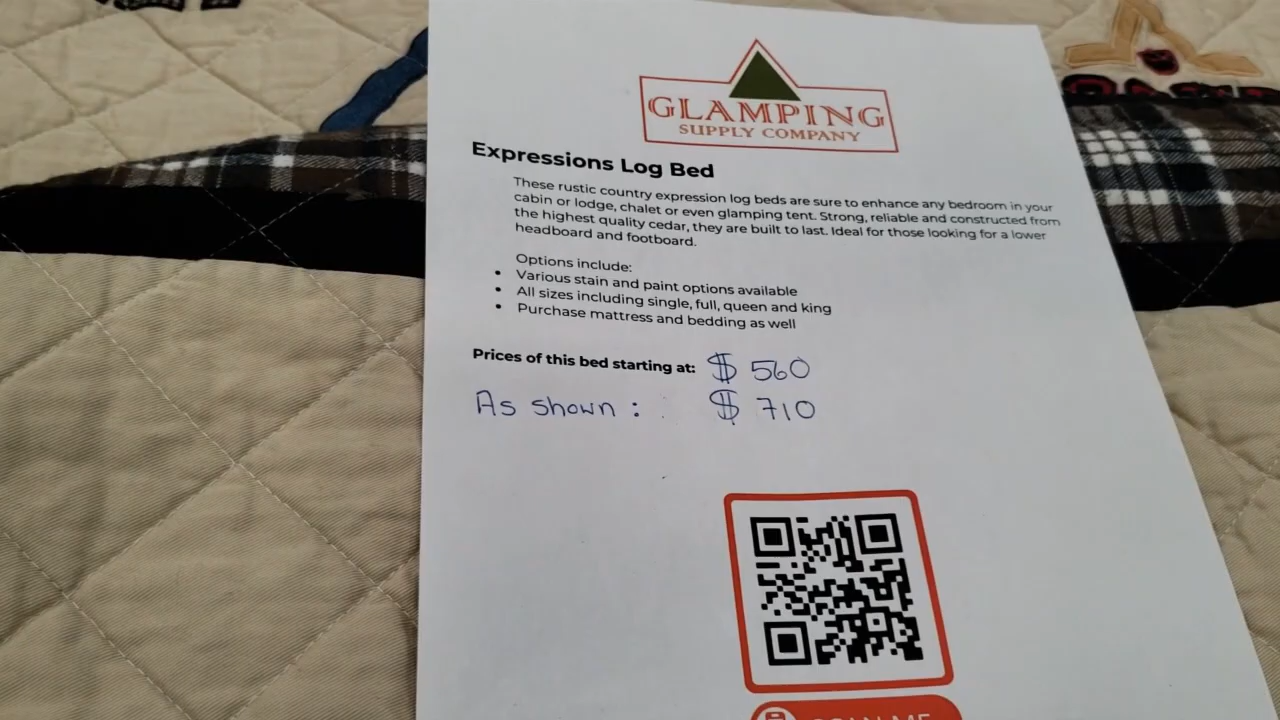 GLAMPING
SUPPLY COMPANY
Expressions Log Bed
These rustic country expression log beds are sure to enhance any bedroom in your
cabin or lodge, chalet or even glamping tent. Strong, reliable and constructed from
the highest quality cedar, they are built to last. Ideal for those looking for a lower
headboard and footboard.
Options include:
• Various stain and paint options available
• All sizes including single, full, queen and king
• Purchase mattress and bedding as well
Prices of this bed starting at: $ 560
As shown : $ 710
SCAN ME